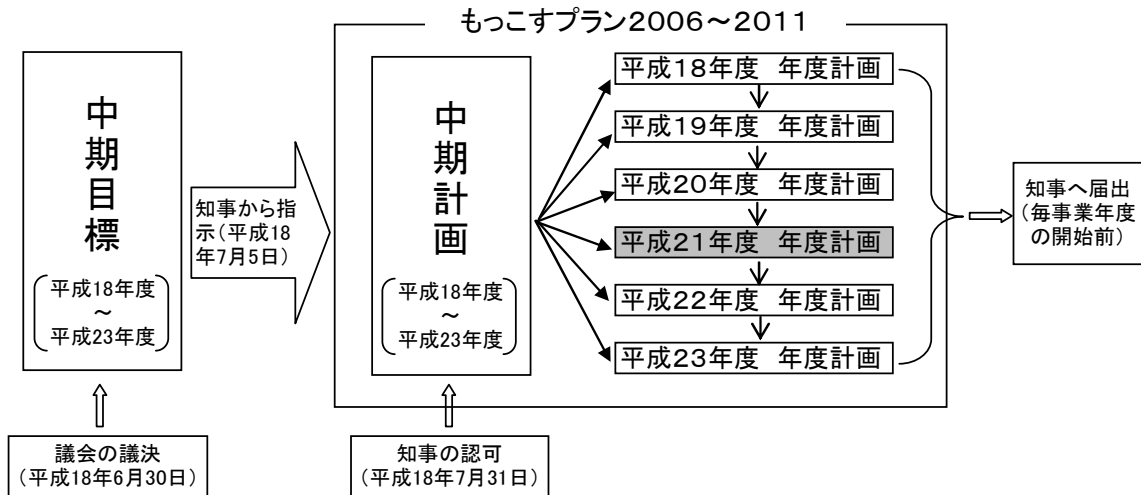 もっこすプラン2006～2011
中期目標
平成18年度
～
平成23年度
知事から指
示(平成18
年7月5日)
中期計画
平成18年度
～
平成23年度
平成18年度　年度計画
平成19年度　年度計画
平成20年度　年度計画
平成21年度　年度計画
平成22年度　年度計画
平成23年度　年度計画
知事へ届出
(毎事業年度
の開始前)
議会の議決
(平成18年6月30日)
知事の認可
(平成18年7月31日)